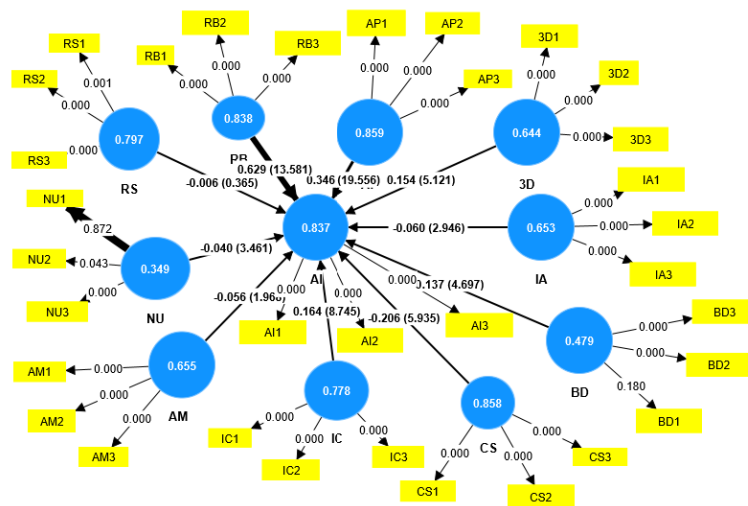 RB2
AP1
AP2
RS1
RB3
3D1
RB1
3D2
RS2
AP3
0.001
0.000
0.000
0.000
0.000
0.000
0.000
0.000
0.000
0.000
0.000
0.838
0.859
0.797
0.644
0.000
3D3
RS3
0.000
0.629 (13.581)
0.346 (19.556)
0.154 (5.121)
-0.006 (0.365)
RS
3D
IA1
NU1
0.000
IA2
0.872
0.837
-0.060 (2.946)
0.653
0.000
-0.040 (3.461)
NU2
0.043
0.349
AI
0.000
IA3
IA
0.000
0.137 (4.697)
0.000
NU3
NU
0.000
0.000
-0.056
0.164 (8.745)
-0.206 (5.935)
BD3
AI1
AI2
AI3
0.000
0.479
0.000
BD2
AM1
0.000
0.655
0.000
0.778
BD
0.180
AM2
0.000
AM
0.858
BD1
0.000
0.000
0.000
IC1
IC
0.000
IC3
CS
0.000
CS3
AM3
IC2
0.000
0.000
CS1
CS2